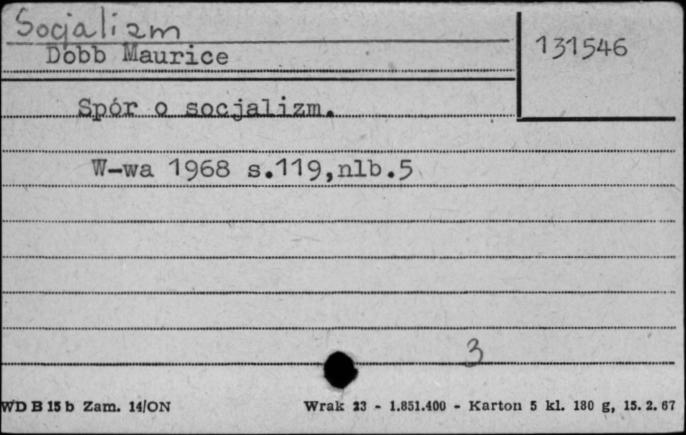 Socjalizm
131546
Dobb Maurice
Spór o socjalizm.
W-wa 1968 s.119,nlb.5
3
WD B 15 b Zam. 14/ON
Wrak 23 - 1.851.400 - Karton 5 kl. 180 g, 15. 2. 67